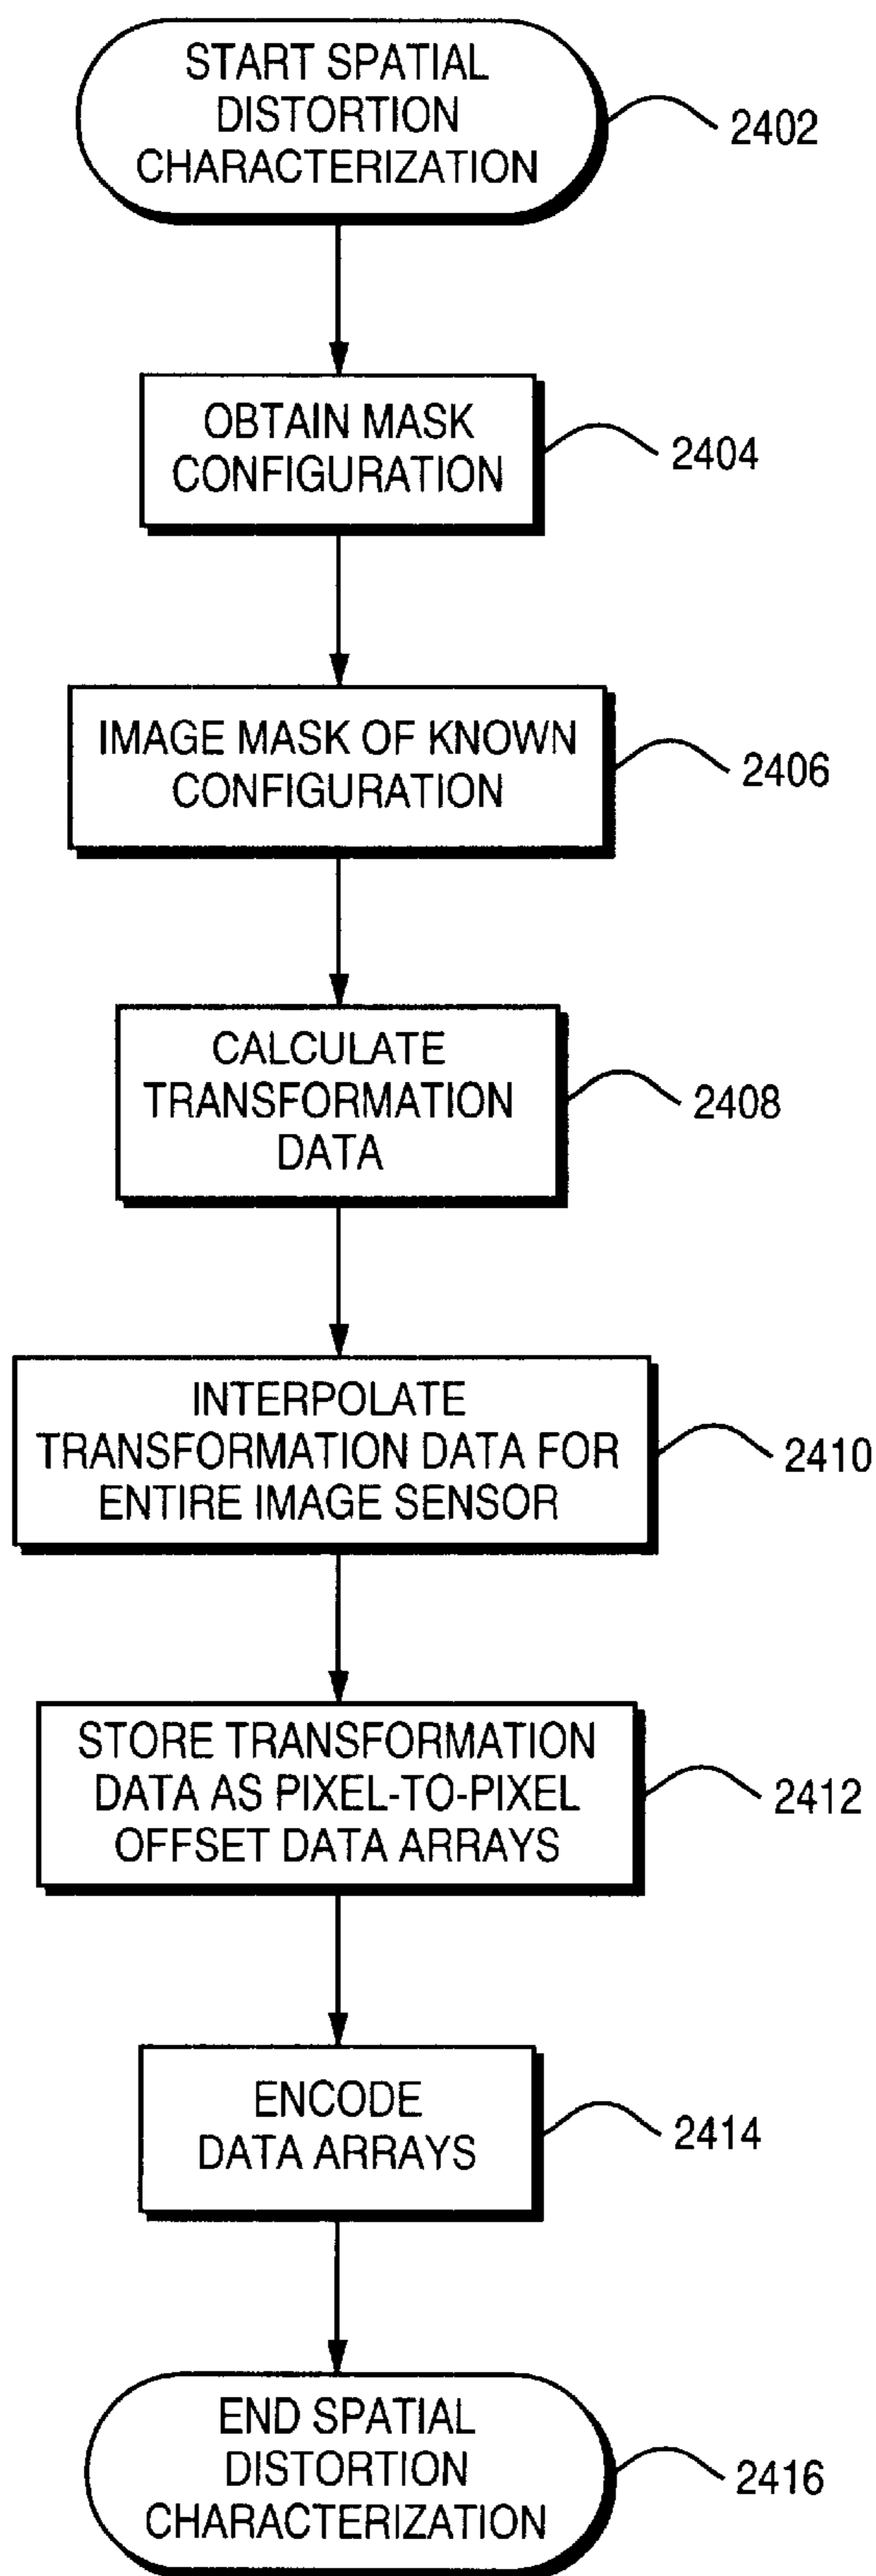 START SPATIAL
DISTORTION
CHARACTERIZATION
2402
OBTAIN MASK
CONFIGURATION
2404
IMAGE MASK OF KNOWN
CONFIGURATION
2406
CALCULATE
TRANSFORMATION
DATA
2408
INTERPOLATE
TRANSFORMATION DATA FOR
ENTIRE IMAGE SENSOR
2410
STORE TRANSFORMATION
DATA AS PIXEL-TO-PIXEL
OFFSET DATA ARRAYS
2412
ENCODE
DATA ARRAYS
2414
END SPATIAL
DISTORTION
CHARACTERIZATION
2416